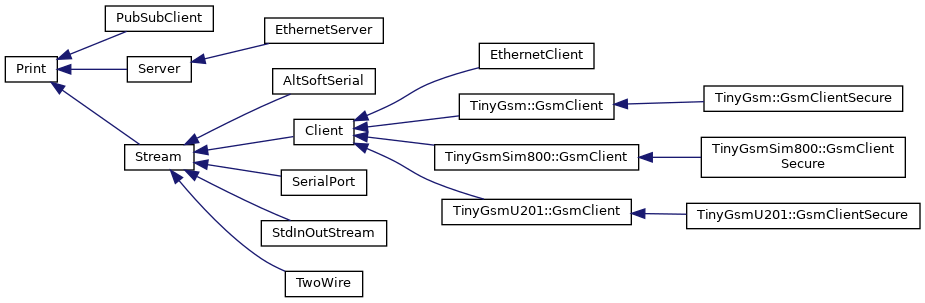 PubSubClient
EthernetServer
Print
Server
EthernetClient
AltSoftSerial
TinyGsm::GsmClient
TinyGsm::GsmClientSecure
Client
Stream
TinyGsmSim800::GsmClient
TinyGsmSim800::GsmClient
Secure
SerialPort
TinyGsmU201::GsmClient
TinyGsmU201::GsmClientSecure
StdInOutStream
TwoWire